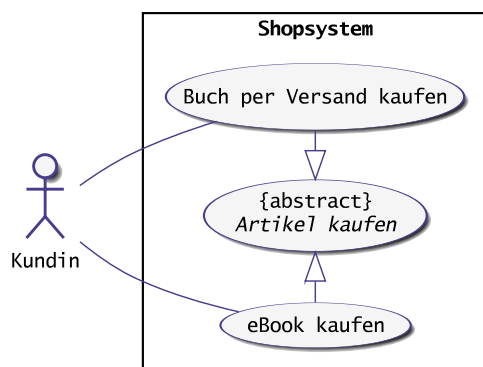 Shopsystem
Buch per Versand kaufen
{abstract}
Artikel kaufen
Kundin
eBook kaufen